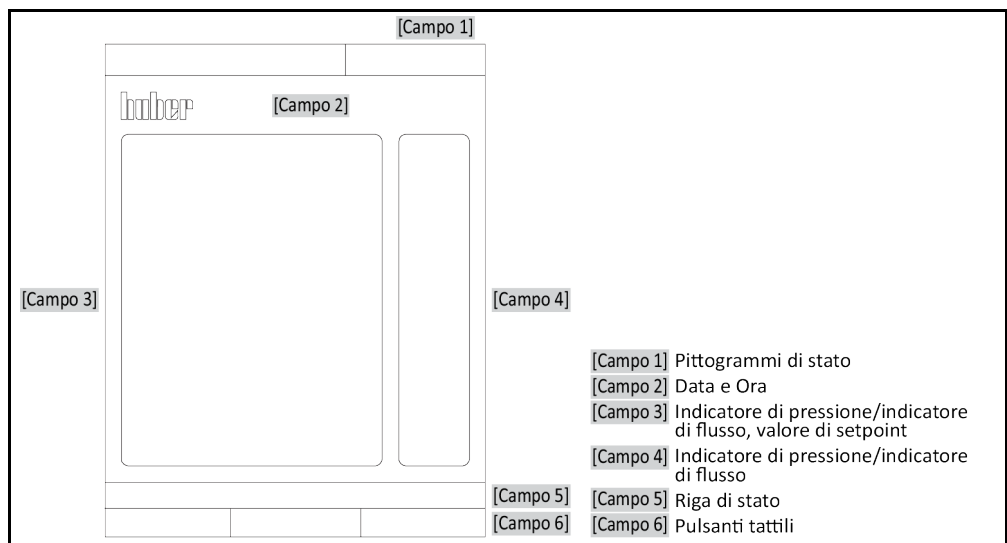 [Campo 1]
huber
[Campo 2]
[Campo 3]
[Campo 4]
[Campo 5]
[Campo 6]
[Campo 1] Pittogrammi di stato
[Campo 2] Data e Ora
[Campo 3] Indicatore di pressione/indicatore
di flusso, valore di setpoint
[Campo 4] Indicatore di pressione/indicatore
di flusso
[Campo 5] Riga di stato
[Campo 6] Pulsanti tattili